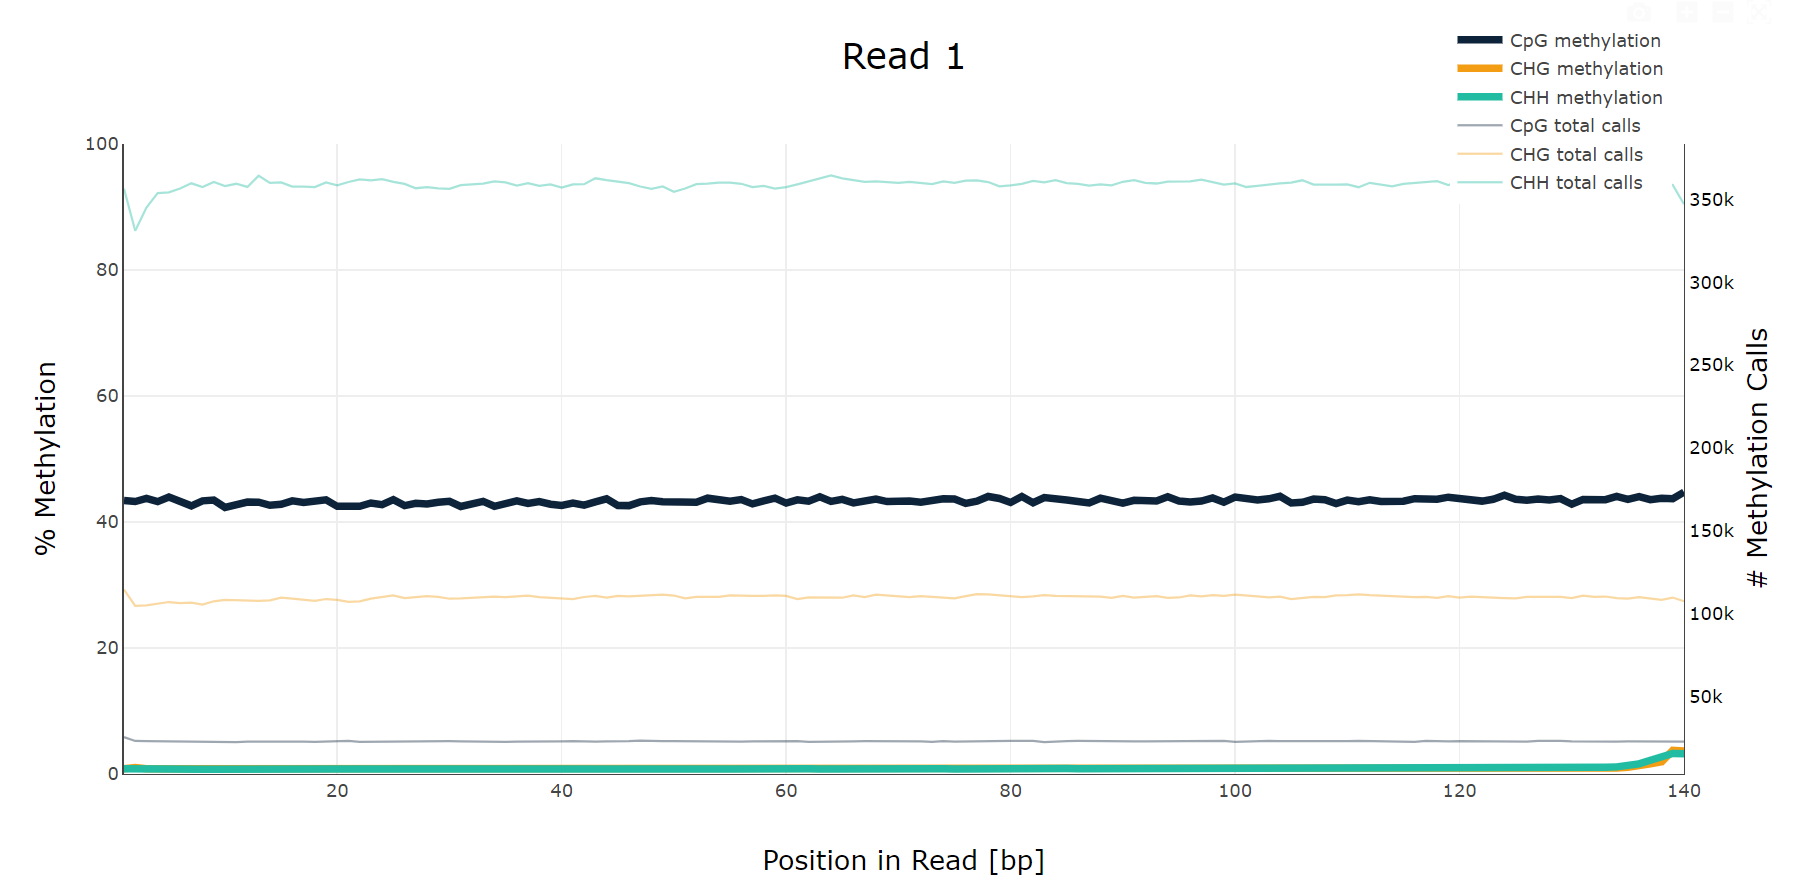 Read 1
CpG methylation
CHG methylation
CHH methylation
CpG total calls
CHG total calls
CHH total calls
100
80
60
40
20
0
% Methylation
350k
300k
250k
200k
150k
100k
50k
# Methylation Calls
20
40
60
80
100
120
140
Position in Read [bp]